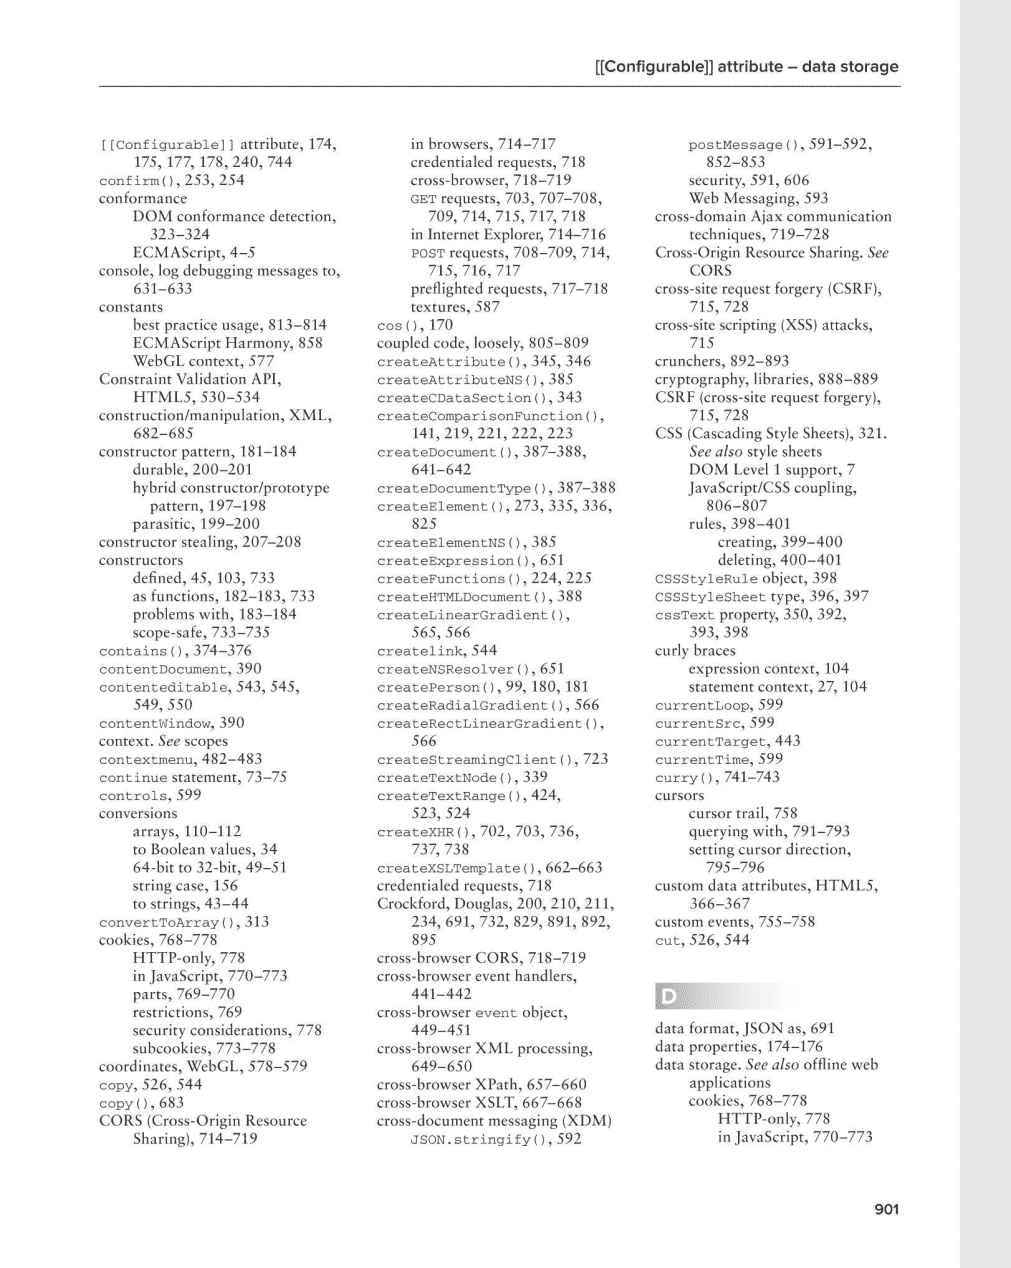 [[Configurable]] attribute – data storage
[[Configurable]] attribute, 174,
175, 177, 178, 240, 744
confirm(), 253, 254
conformance
DOM conformance detection,
323–324
ECMAScript, 4–5
console, log debugging messages to,
631–633
constants
best practice usage, 813–814
ECMAScript Harmony, 858
WebGL context, 577
Constraint Validation API,
HTML5, 530–534
construction/manipulation, XML,
682–685
constructor pattern, 181–184
durable, 200–201
hybrid constructor/prototype
pattern, 197–198
parasitic, 199–200
constructor stealing, 207–208
constructors
defined, 45, 103, 733
as functions, 182–183, 733
problems with, 183–184
scope-safe, 733–735
contains(), 374–376
contentDocument, 390
contenteditable, 543, 545,
549, 550
contentWindow, 390
context. See scopes
contextmenu, 482–483
continue statement, 73–75
controls, 599
conversions
arrays, 110–112
to Boolean values, 34
64-bit to 32-bit, 49–51
string case, 156
to strings, 43–44
convertToArray(), 313
cookies, 768–778
HTTP-only, 778
in JavaScript, 770–773
parts, 769–770
restrictions, 769
security considerations, 778
subcookies, 773–778
coordinates, WebGL, 578–579
copy, 526, 544
copy(), 683
CORS (Cross-Origin Resource
Sharing), 714–719
in browsers, 714–717
credentialed requests, 718
cross-browser, 718–719
GET requests, 703, 707–708,
709, 714, 715, 717, 718
in Internet Explorer, 714–716
POST requests, 708–709, 714,
715, 716, 717
preflighted requests, 717–718
textures, 587
cos(), 170
coupled code, loosely, 805–809
createAttribute(), 345, 346
createAttributeNS(), 385
createCDataSection(), 343
createComparisonFunction(),
141, 219, 221, 222, 223
createDocument(), 387–388,
641–642
createDocumentType(), 387–388
createElement(), 273, 335, 336,
825
createElementNS(), 385
createExpression(), 651
createFunctions(), 224, 225
createHTMLDocument(), 388
createLinearGradient(),
565, 566
createlink, 544
createNSResolver(), 651
createPerson(), 99, 180, 181
createRadialGradient(), 566
createRectLinearGradient(),
566
createStreamingClient(), 723
createTextNode(), 339
createTextRange(), 424,
523, 524
createXHR(), 702, 703, 736,
737, 738
createXSLTemplate(), 662–663
credentialed requests, 718
Crockford, Douglas, 200, 210, 211,
234, 691, 732, 829, 891, 892,
895
cross-browser CORS, 718–719
cross-browser event handlers,
441–442
cross-browser event object,
449–451
cross-browser XML processing,
649–650
cross-browser XPath, 657–660
cross-browser XSLT, 667–668
cross-document messaging (XDM)
JSON.stringify(), 592
postMessage(), 591–592,
852–853
security, 591, 606
Web Messaging, 593
cross-domain Ajax communication
techniques, 719–728
Cross-Origin Resource Sharing. See
CORS
cross-site request forgery (CSRF),
715, 728
cross-site scripting (XSS) attacks,
715
crunchers, 892–893
cryptography, libraries, 888–889
CSRF (cross-site request forgery),
715, 728
CSS (Cascading Style Sheets), 321.
See also style sheets
DOM Level 1 support, 7
JavaScript/CSS coupling,
806–807
rules, 398–401
creating, 399–400
deleting, 400–401
CSSStyleRule object, 398
CSSStyleSheet type, 396, 397
cssText property, 350, 392,
393, 398
curly braces
expression context, 104
statement context, 27, 104
currentLoop, 599
currentSrc, 599
currentTarget, 443
currentTime, 599
curry(), 741–743
cursors
cursor trail, 758
querying with, 791–793
setting cursor direction,
795–796
custom data attributes, HTML5,
366–367
custom events, 755–758
cut, 526, 544
D
data format, JSON as, 691
data properties, 174–176
data storage. See also offline web
applications
cookies, 768–778
HTTP-only, 778
in JavaScript, 770–773
901